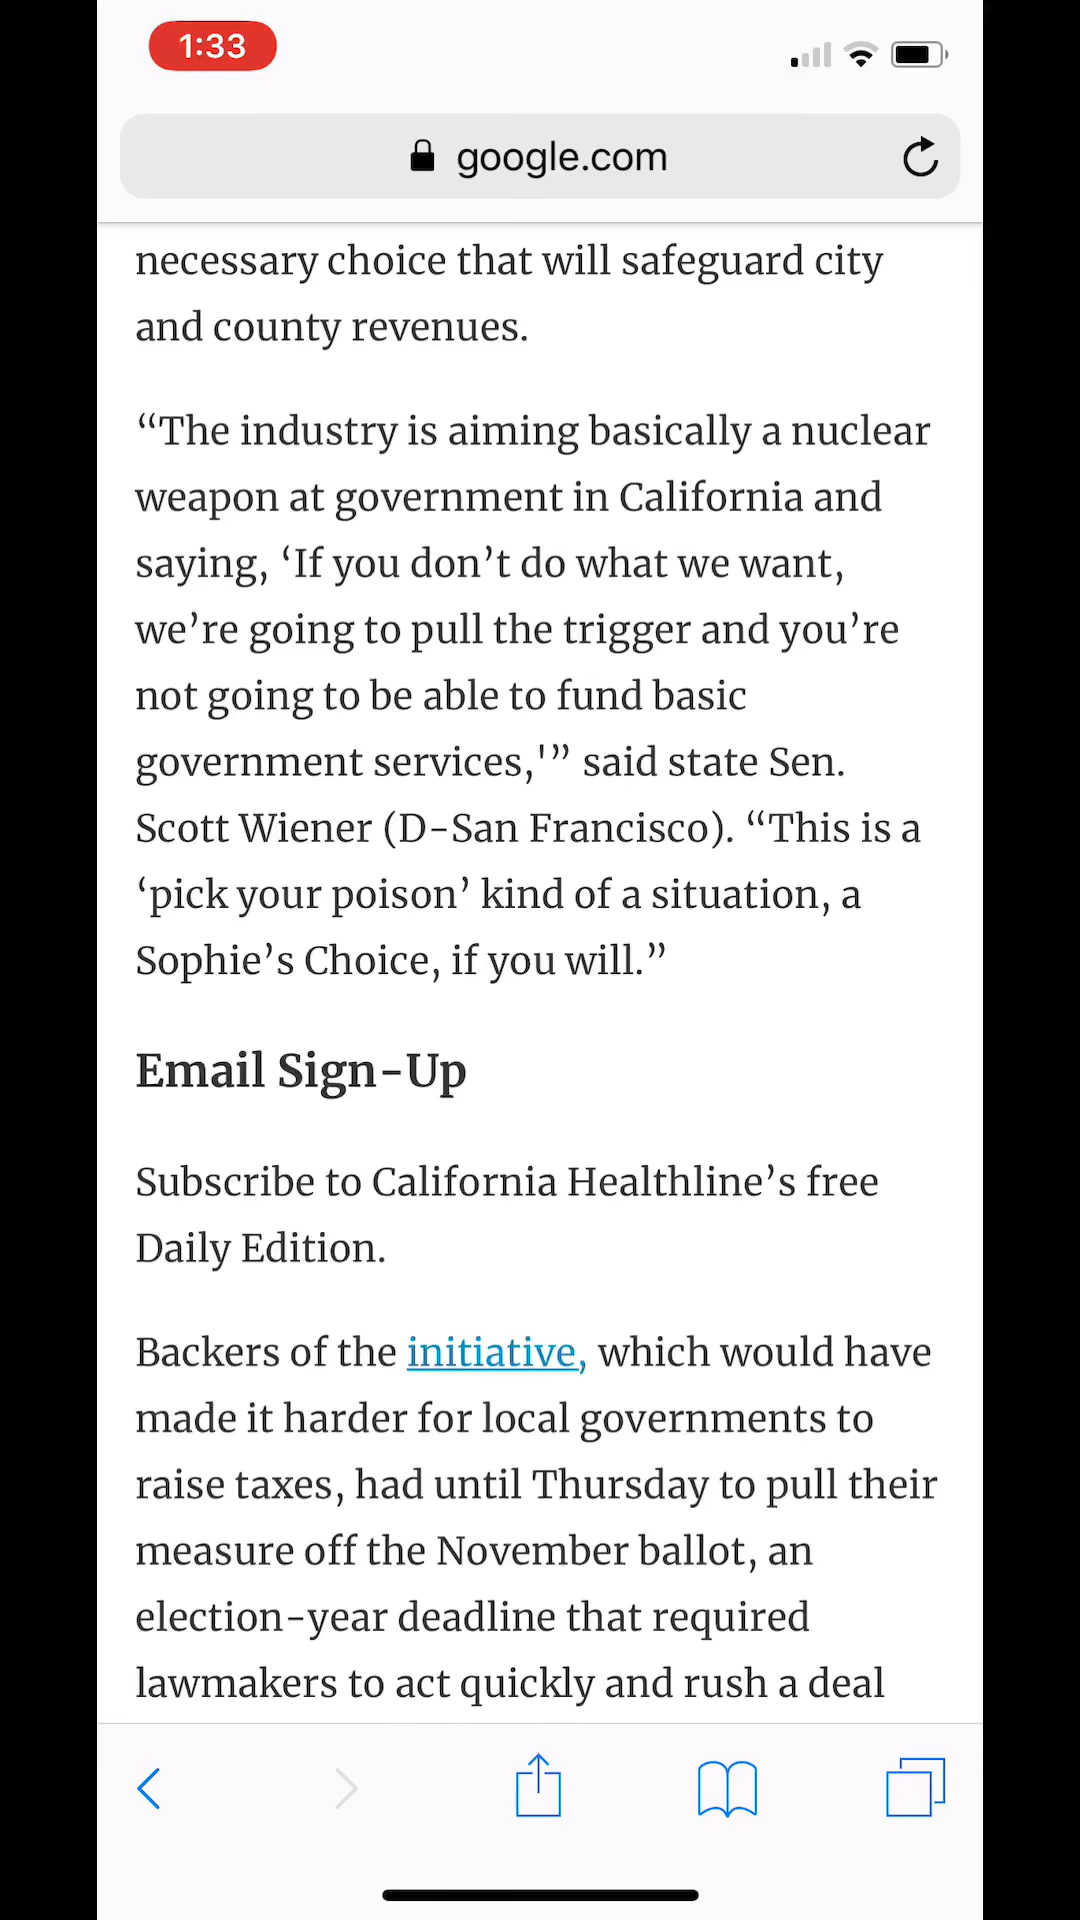 1:33
google.com
necessary choice that will safeguard city
and county revenues.
“The industry is aiming basically a nuclear
weapon at government in California and
saying, ‘If you don’t do what we want,
we’re going to pull the trigger and you’re
not going to be able to fund basic
government services,'” said state Sen.
Scott Wiener (D-San Francisco). “This is a
‘pick your poison’ kind of a situation, a
Sophie’s Choice, if you will.”
Email Sign-Up
Subscribe to California Healthline’s free
Daily Edition.
Backers of the initiative, which would have
made it harder for local governments to
raise taxes, had until Thursday to pull their
measure off the November ballot, an
election-year deadline that required
lawmakers to act quickly and rush a deal